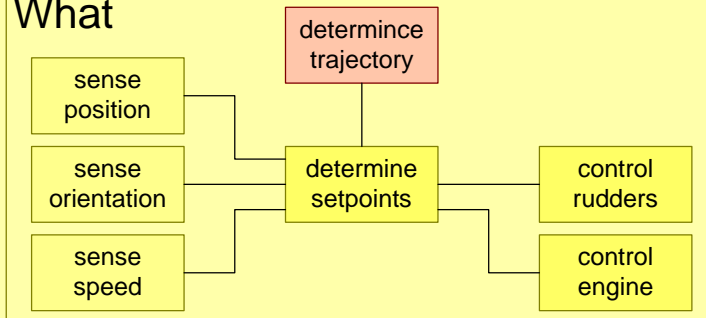 What
determince
trajectory
sense
position
sense
orientation
determine
setpoints
control
rudders
sense
speed
control
engine